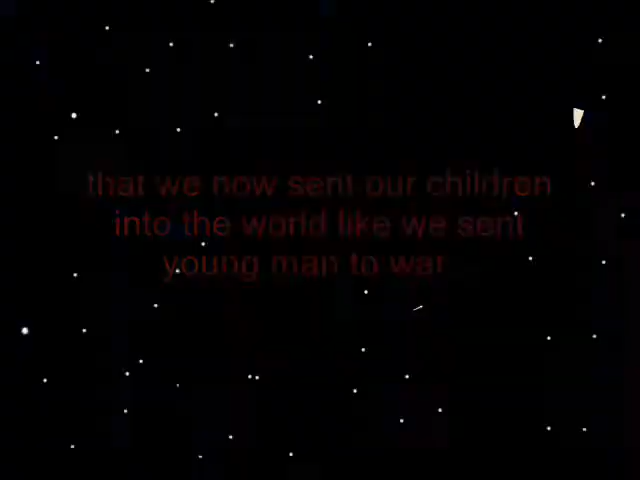 that we now sent our children
into the world like we sent
young man to war